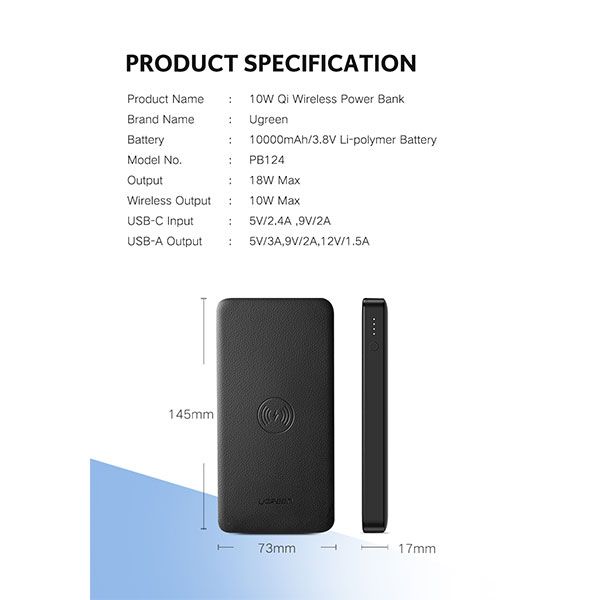 PRODUCT SPECIFICATION
Product Name : 10W Qi Wireless Power Bank
Brand Name : Ugreen
Battery : 10000mAh/3.8V Li-polymer Battery
Model No. : PB124
Output : 18W Max
Wireless Output : 10W Max
USB-C Input : 5V/2.4A ,9V/2A
USB-A Output : 5V/3A,9V/2A,12V/1.5A
145mm
UGREEN
73mm
17mm